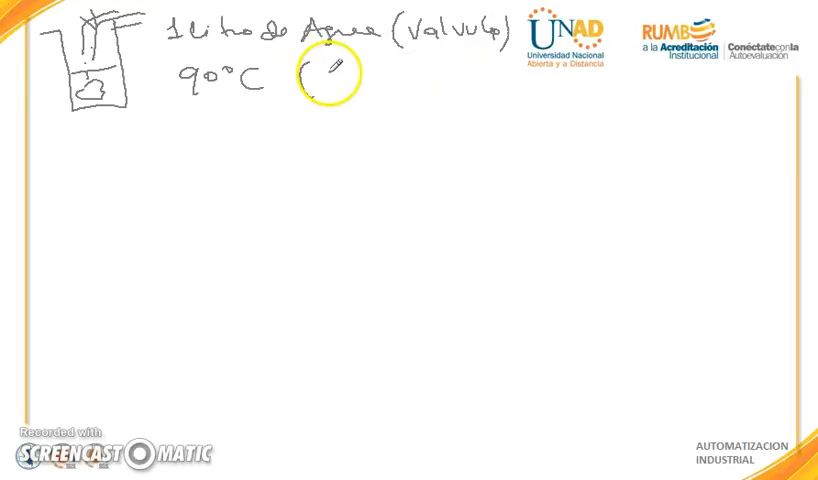 1 Litro de Agua (Valvula)
90°C (
UNAD
Universidad Nacional
Abierta y a Distancia
RUMBO
a la Acreditación
Institucional
Conéctate con la
Autoevaluación
Recorded with
SCREENCAST MATIC
AUTOMATIZACION
INDUSTRIAL